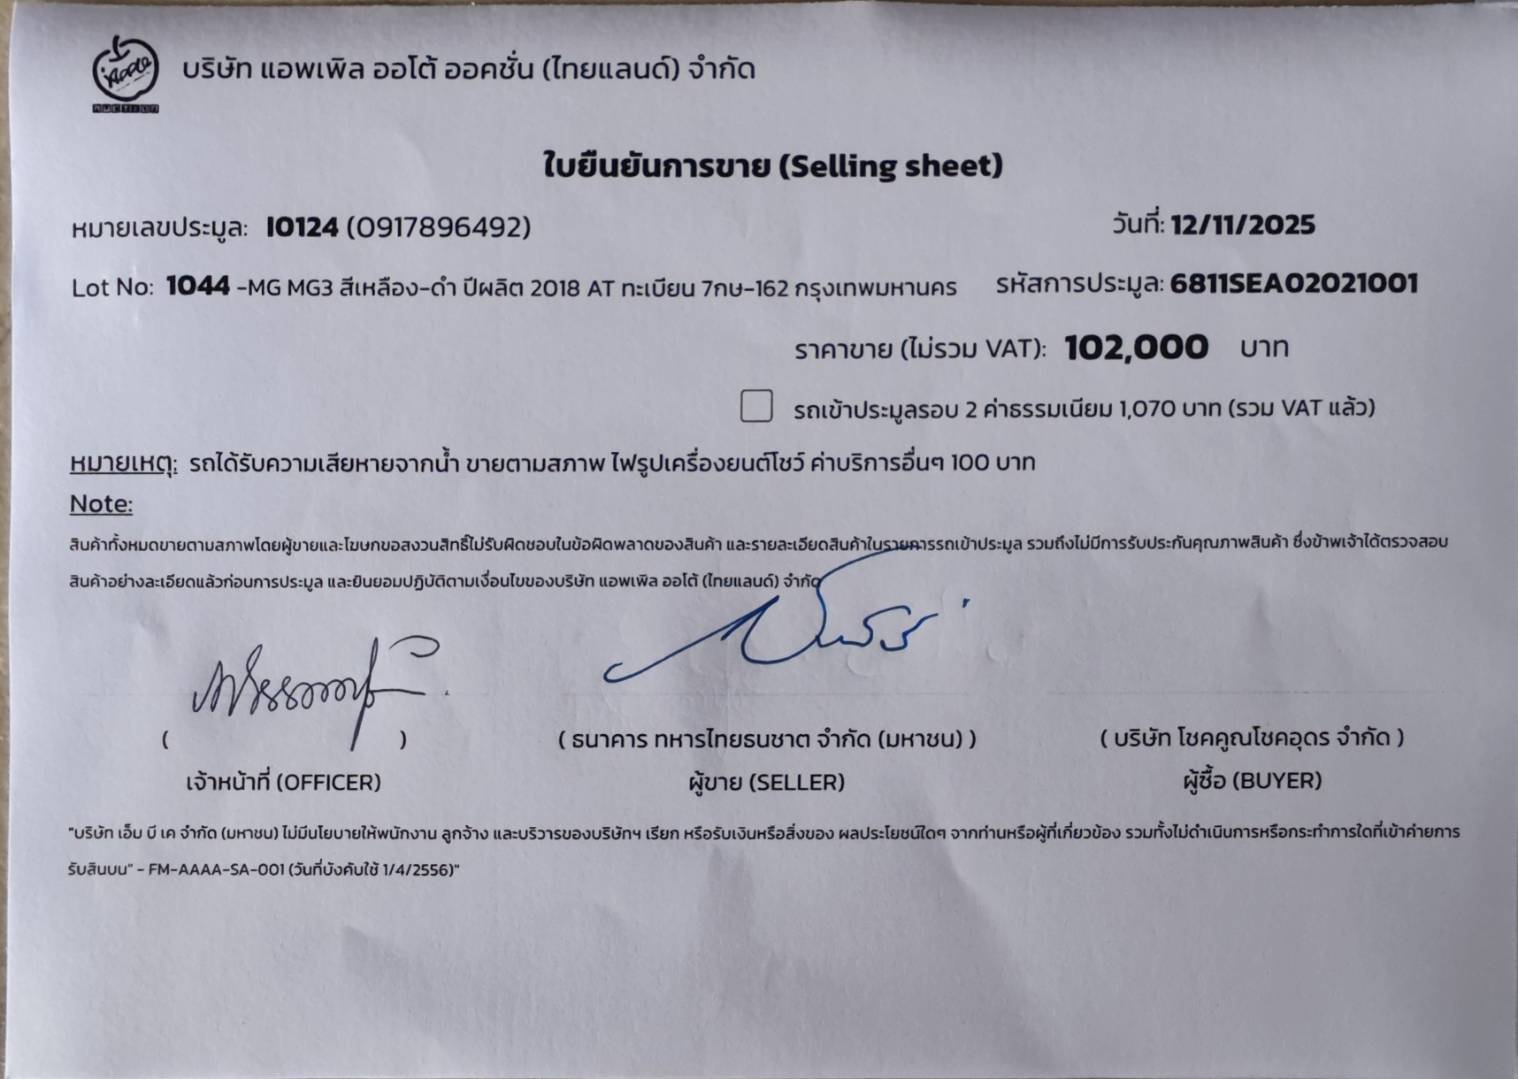 Apple
AUCTION
บริษัท แอพเพิล ออโต้ ออคชั่น (ไทยแลนด์) จำกัด
ใบยืนยันการขาย (Selling sheet)
หมายเลขประมูล: I0124 (0917896492) วันที่: 12/11/2025
Lot No: 1044 -MG MG3 สีเหลือง-ดำ ปีผลิต 2018 AT ทะเบียน 7กษ-162 กรุงเทพมหานคร รหัสการประมูล: 6811SEA02021001
ราคาขาย (ไม่รวม VAT): 102,000 บาท
รถเข้าประมูลรอบ 2 ค่าธรรมเนียม 1,070 บาท (รวม VAT แล้ว)
หมายเหตุ: รถได้รับความเสียหายจากน้ำ ขายตามสภาพ ไฟรูปเครื่องยนต์โชว์ ค่าบริการอื่นๆ 100 บาท
Note:
สินค้าทั้งหมดขายตามสภาพโดยผู้ขายและโฆษกขอสงวนสิทธิ์ไม่รับผิดชอบในข้อผิดพลาดของสินค้า และรายละเอียดสินค้าในรายการรถเข้าประมูล รวมถึงไม่มีการรับประกันคุณภาพสินค้า ซึ่งข้าพเจ้าได้ตรวจสอบ
สินค้าอย่างละเอียดแล้วก่อนการประมูล และยินยอมปฏิบัติตามเงื่อนไขของบริษัท แอพเพิล ออโต้ (ไทยแลนด์) จำกัด
( ) ( ธนาคาร ทหารไทยธนชาต จำกัด (มหาชน) ) ( บริษัท โชคคูณโชคอุดร จำกัด )
เจ้าหน้าที่ (OFFICER) ผู้ขาย (SELLER) ผู้ซื้อ (BUYER)
"บริษัท เอ็ม บี เค จำกัด (มหาชน) ไม่มีนโยบายให้พนักงาน ลูกจ้าง และบริวารของบริษัทฯ เรียก หรือรับเงินหรือสิ่งของ ผลประโยชน์ใดๆ จากท่านหรือผู้ที่เกี่ยวข้อง รวมทั้งไม่ดำเนินการหรือกระทำการใดที่เข้าค่ายการ
รับสินบน" - FM-AAAA-SA-001 (วันที่บังคับใช้ 1/4/2556)"